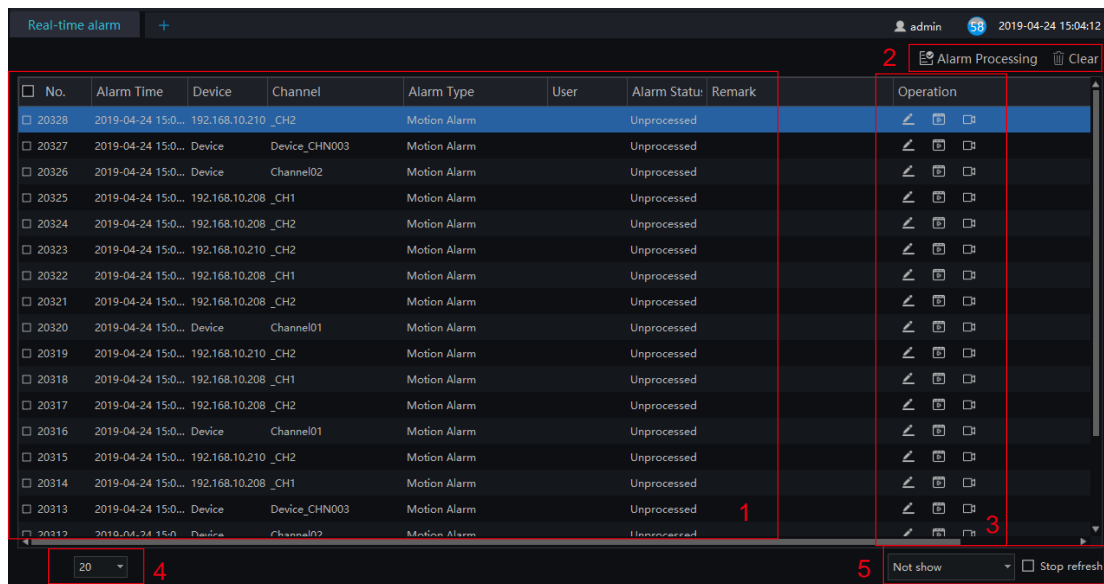 Real-time alarm + admin 58 2019-04-24 15:04:12
2 Alarm Processing Clear
No. Alarm Time Device Channel Alarm Type User Alarm Statu: Remark Operation
20328 2019-04-24 15:0... 192.168.10.210 _CH2 Motion Alarm Unprocessed
20327 2019-04-24 15:0... Device Device_CHN003 Motion Alarm Unprocessed
20326 2019-04-24 15:0... Device Channel02 Motion Alarm Unprocessed
20325 2019-04-24 15:0... 192.168.10.208 _CH1 Motion Alarm Unprocessed
20324 2019-04-24 15:0... 192.168.10.208 _CH2 Motion Alarm Unprocessed
20323 2019-04-24 15:0... 192.168.10.210 _CH2 Motion Alarm Unprocessed
20322 2019-04-24 15:0... 192.168.10.208 _CH1 Motion Alarm Unprocessed
20321 2019-04-24 15:0... 192.168.10.208 _CH2 Motion Alarm Unprocessed
20320 2019-04-24 15:0... Device Channel01 Motion Alarm Unprocessed
20319 2019-04-24 15:0... 192.168.10.210 _CH2 Motion Alarm Unprocessed
20318 2019-04-24 15:0... 192.168.10.208 _CH1 Motion Alarm Unprocessed
20317 2019-04-24 15:0... 192.168.10.208 _CH2 Motion Alarm Unprocessed
20316 2019-04-24 15:0... Device Channel01 Motion Alarm Unprocessed
20315 2019-04-24 15:0... 192.168.10.210 _CH2 Motion Alarm Unprocessed
20314 2019-04-24 15:0... 192.168.10.208 _CH1 Motion Alarm Unprocessed
20313 2019-04-24 15:0... Device Device_CHN003 Motion Alarm Unprocessed 1
20312 2019-04-24 15:0... Device Channel02 Motion Alarm Unprocessed 3
20 4 5 Not show Stop refresh